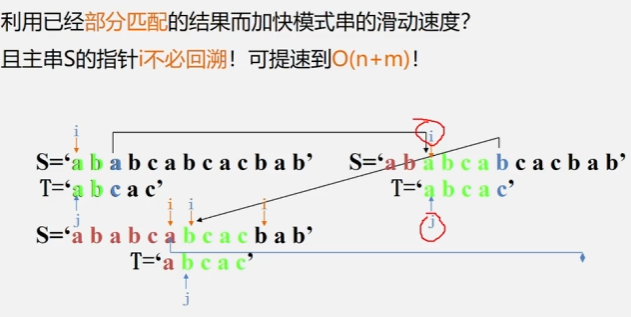 利用已经部分匹配的结果而加快模式串的滑动速度？
且主串S的指针i不必回溯！可提速到O(n+m)！
i
S=‘a b a b c a b c a c b a b’
T=‘a b c a c’
j
i
S=‘a b a b c a b c a c b a b’
T=‘a b c a c’
j
i i i
S=‘a b a b c a b c a c b a b’
T=‘a b c a c’
j